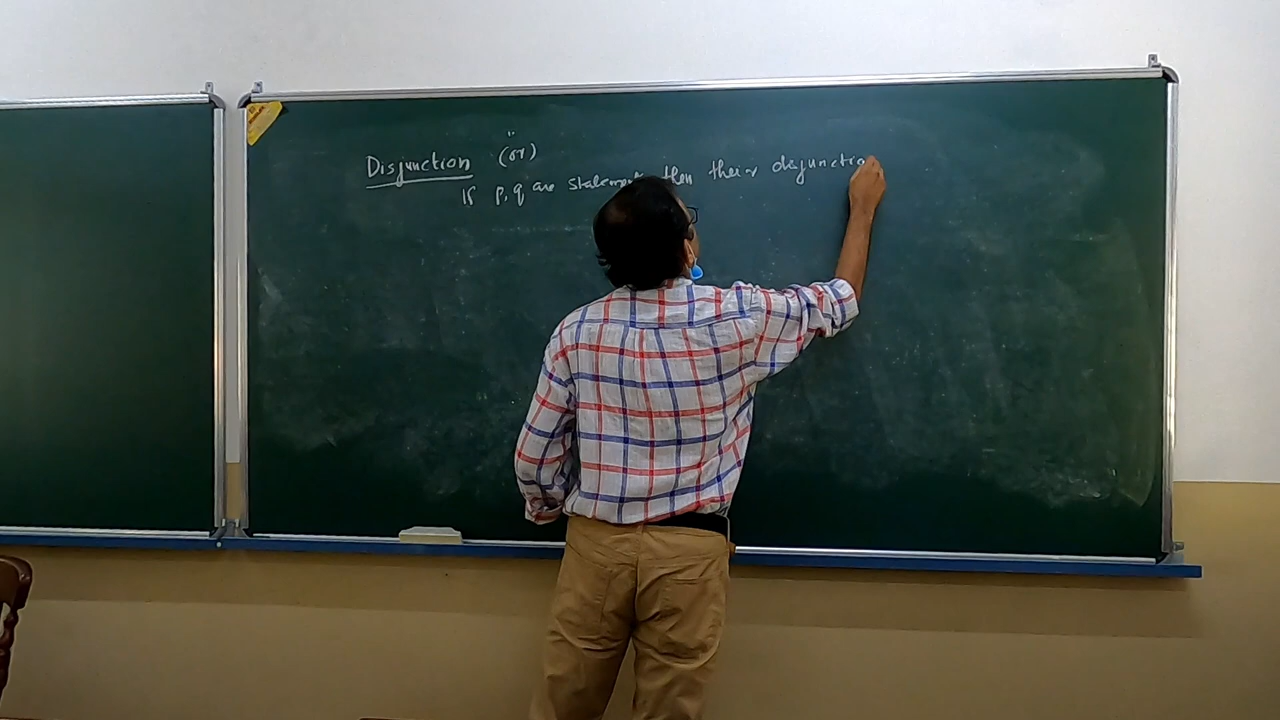 Disjunction (or)
If p, q are statements then their disjunctio